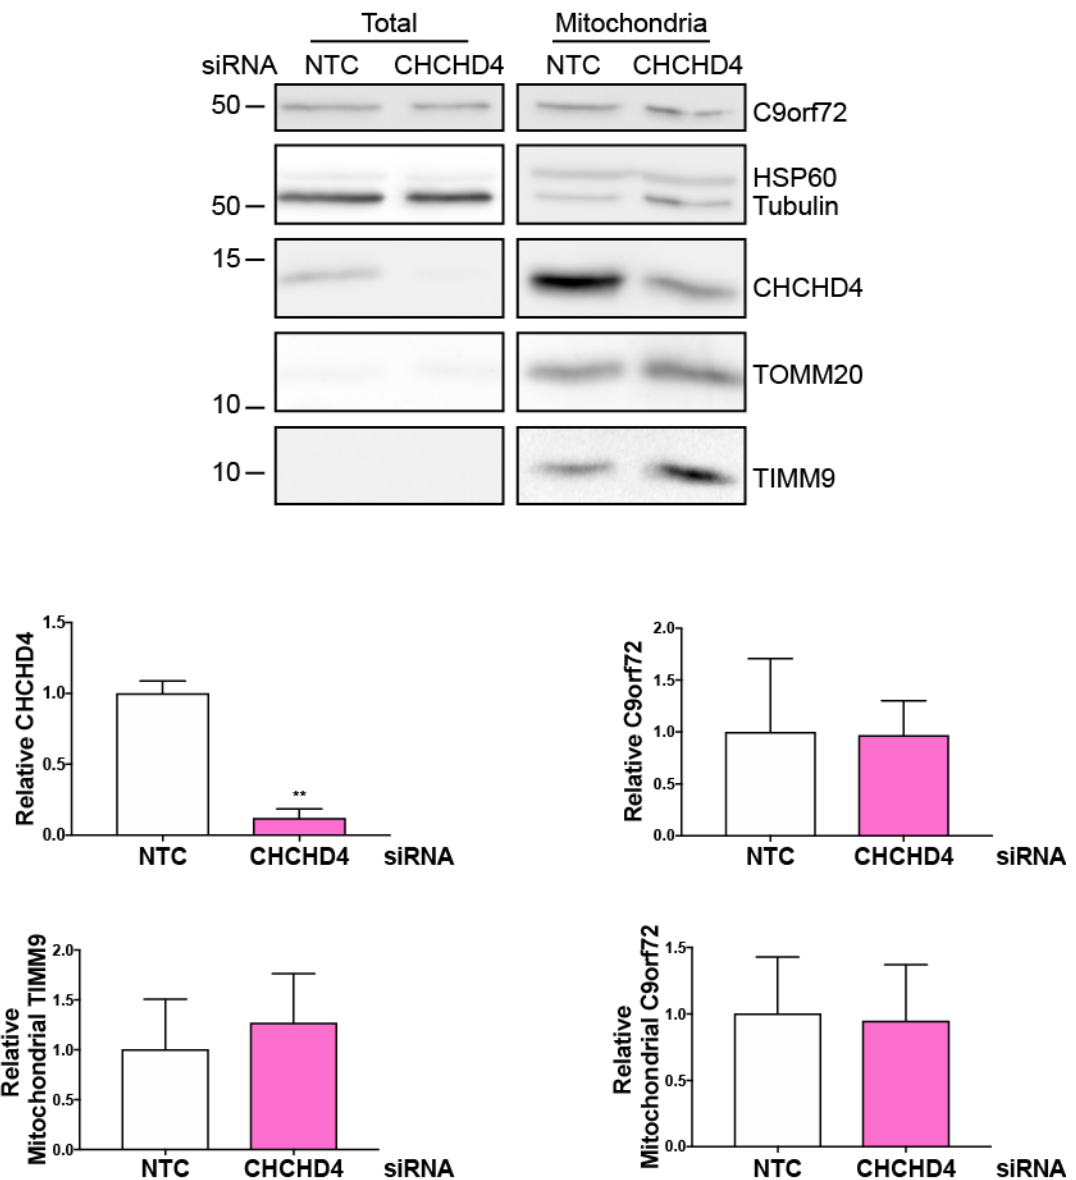 Total Mitochondria
siRNA NTC CHCHD4 NTC CHCHD4
50 C9orf72
HSP60
50 Tubulin
15
CHCHD4
TOMM20
10
10 TIMM9
Relative CHCHD4
1.5
1.0
0.5
0.0
**
NTC CHCHD4 siRNA
Relative C9orf72
2.0
1.5
1.0
0.5
0.0
NTC CHCHD4 siRNA
Relative
Mitochondrial TIMM9
2.0
1.5
1.0
0.5
0.0
NTC CHCHD4 siRNA
Relative
Mitochondrial C9orf72
1.5
1.0
0.5
0.0
NTC CHCHD4 siRNA